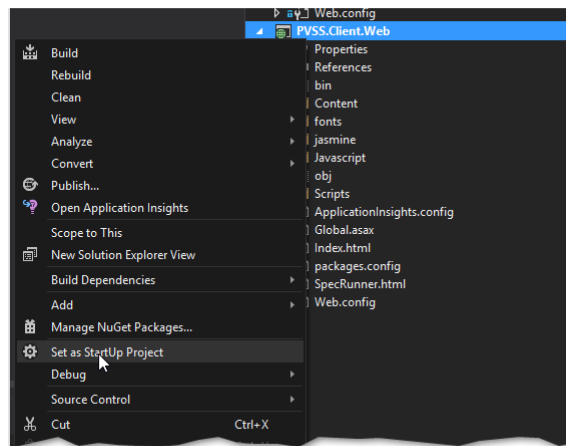 Web.config
PVSS.Client.Web
Build
Properties
Rebuild
References
Clean
bin
View
Content
Analyze
fonts
Convert
jasmine
Publish...
Javascript
Open Application Insights
obj
Scope to This
Scripts
New Solution Explorer View
ApplicationInsights.config
Build Dependencies
Global.asax
Add
Index.html
Manage NuGet Packages...
packages.config
Set as StartUp Project
SpecRunner.html
Debug
Web.config
Source Control
Cut Ctrl+X